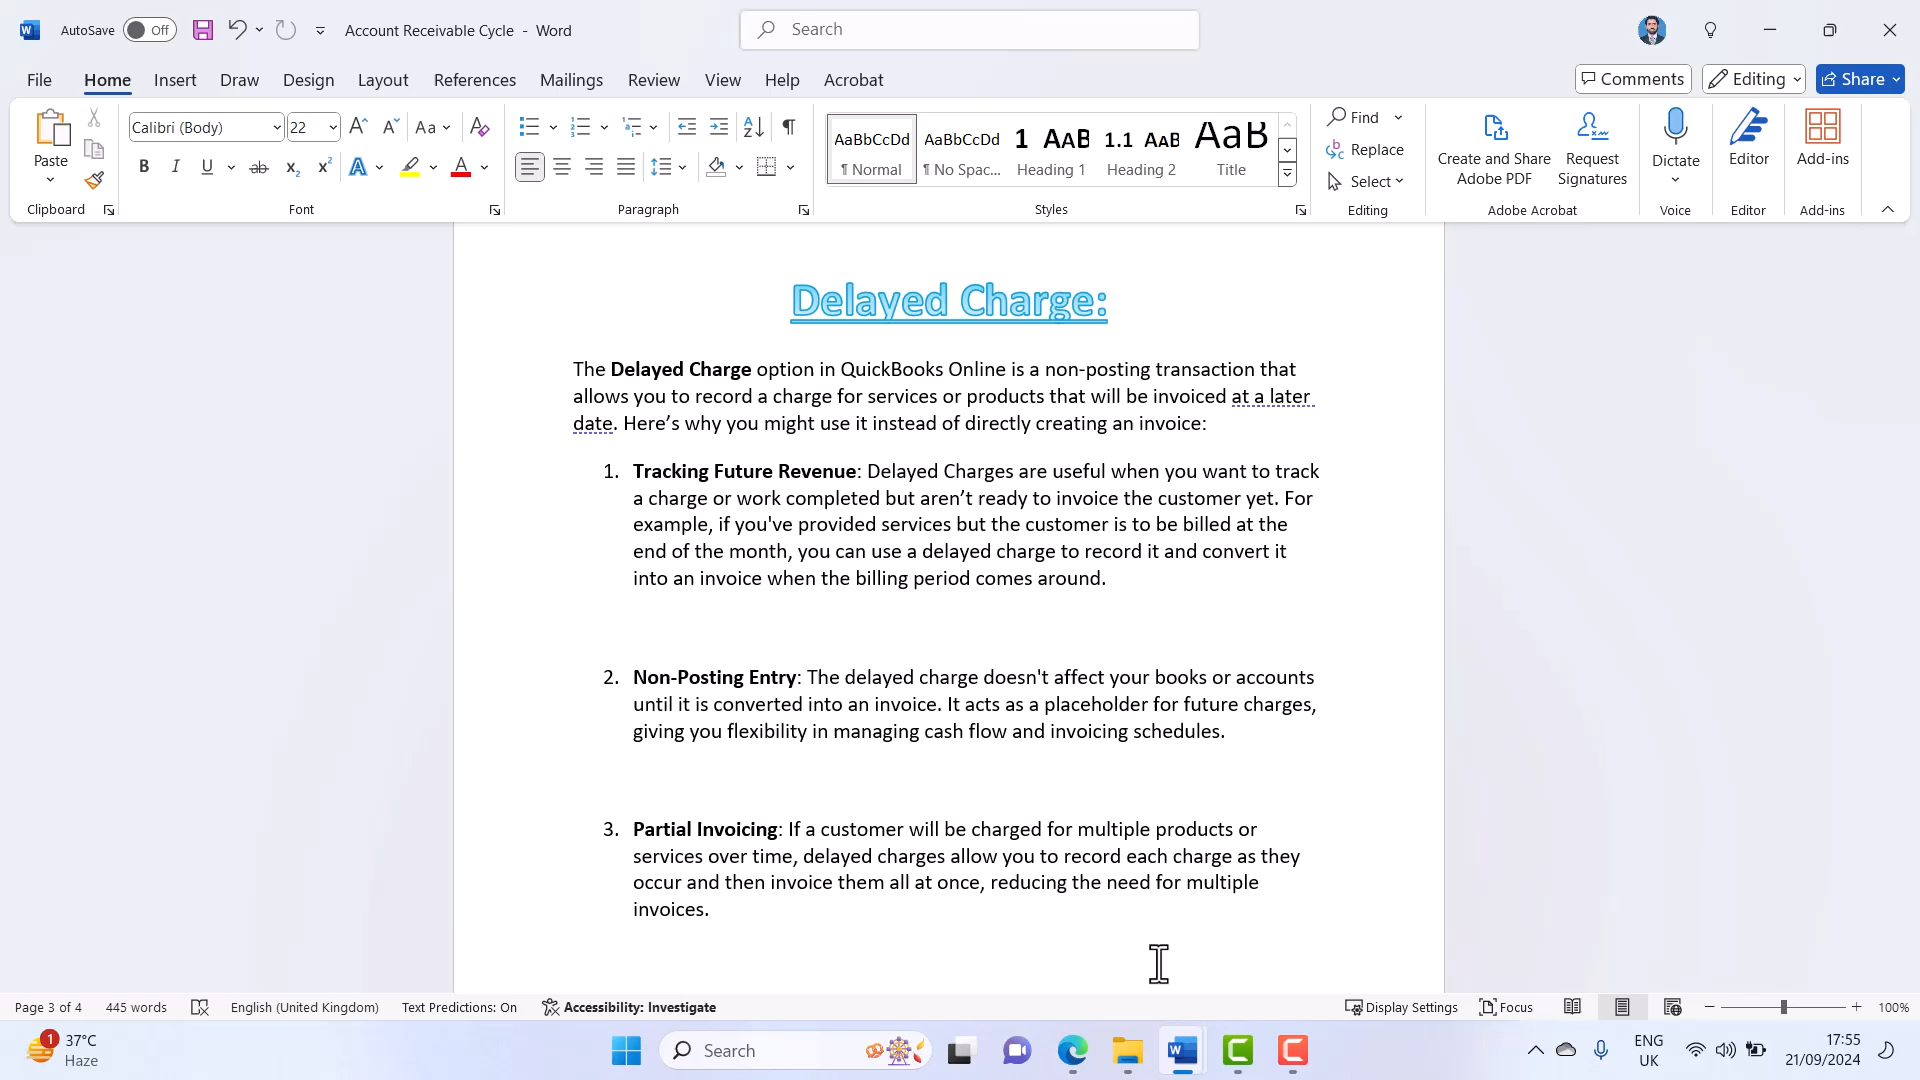 AutoSave Off Account Receivable Cycle - Word Search
File Home Insert Draw Design Layout References Mailings Review View Help Acrobat Comments Editing Share
Calibri (Body) 22 Aa
Paste
B I U ab x₂ x² A A
Clipboard Font Paragraph
AaBbCcDd AaBbCcDd 1 AaB 1.1 AaB AaB
¶ Normal ¶ No Spac... Heading 1 Heading 2 Title
Styles
Find
Replace
Select
Editing
Create and Share
Adobe PDF
Request
Signatures
Adobe Acrobat
Dictate
Voice
Editor
Editor
Add-ins
Add-ins
Delayed Charge:
The Delayed Charge option in QuickBooks Online is a non-posting transaction that
allows you to record a charge for services or products that will be invoiced at a later
date. Here’s why you might use it instead of directly creating an invoice:
1. Tracking Future Revenue: Delayed Charges are useful when you want to track
a charge or work completed but aren’t ready to invoice the customer yet. For
example, if you've provided services but the customer is to be billed at the
end of the month, you can use a delayed charge to record it and convert it
into an invoice when the billing period comes around.
2. Non-Posting Entry: The delayed charge doesn't affect your books or accounts
until it is converted into an invoice. It acts as a placeholder for future charges,
giving you flexibility in managing cash flow and invoicing schedules.
3. Partial Invoicing: If a customer will be charged for multiple products or
services over time, delayed charges allow you to record each charge as they
occur and then invoice them all at once, reducing the need for multiple
invoices.
Page 3 of 4 445 words English (United Kingdom) Text Predictions: On Accessibility: Investigate Display Settings Focus 100%
1 37°C
Haze
Search
ENG
UK
17:55
21/09/2024